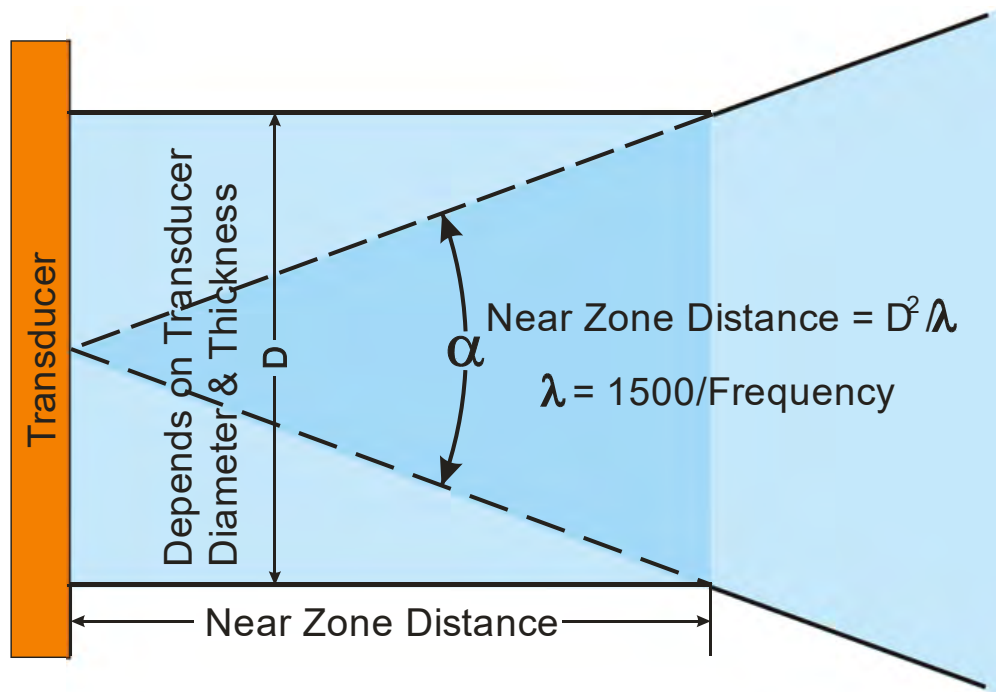 Transducer
Depends on Transducer
Diameter & Thickness
D
α
Near Zone Distance = D²/λ
λ = 1500/Frequency
Near Zone Distance